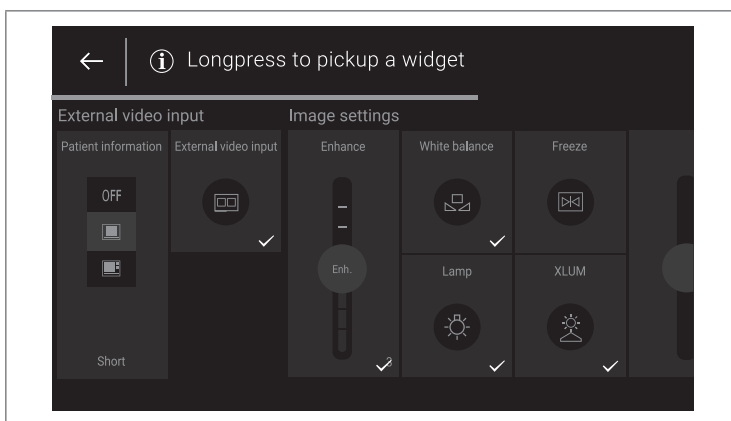 Longpress to pickup a widget
External video input
Image settings
Patient information
External video input
Enhance
White balance
Freeze
OFF
Enh.
Lamp
XLUM
Short
3